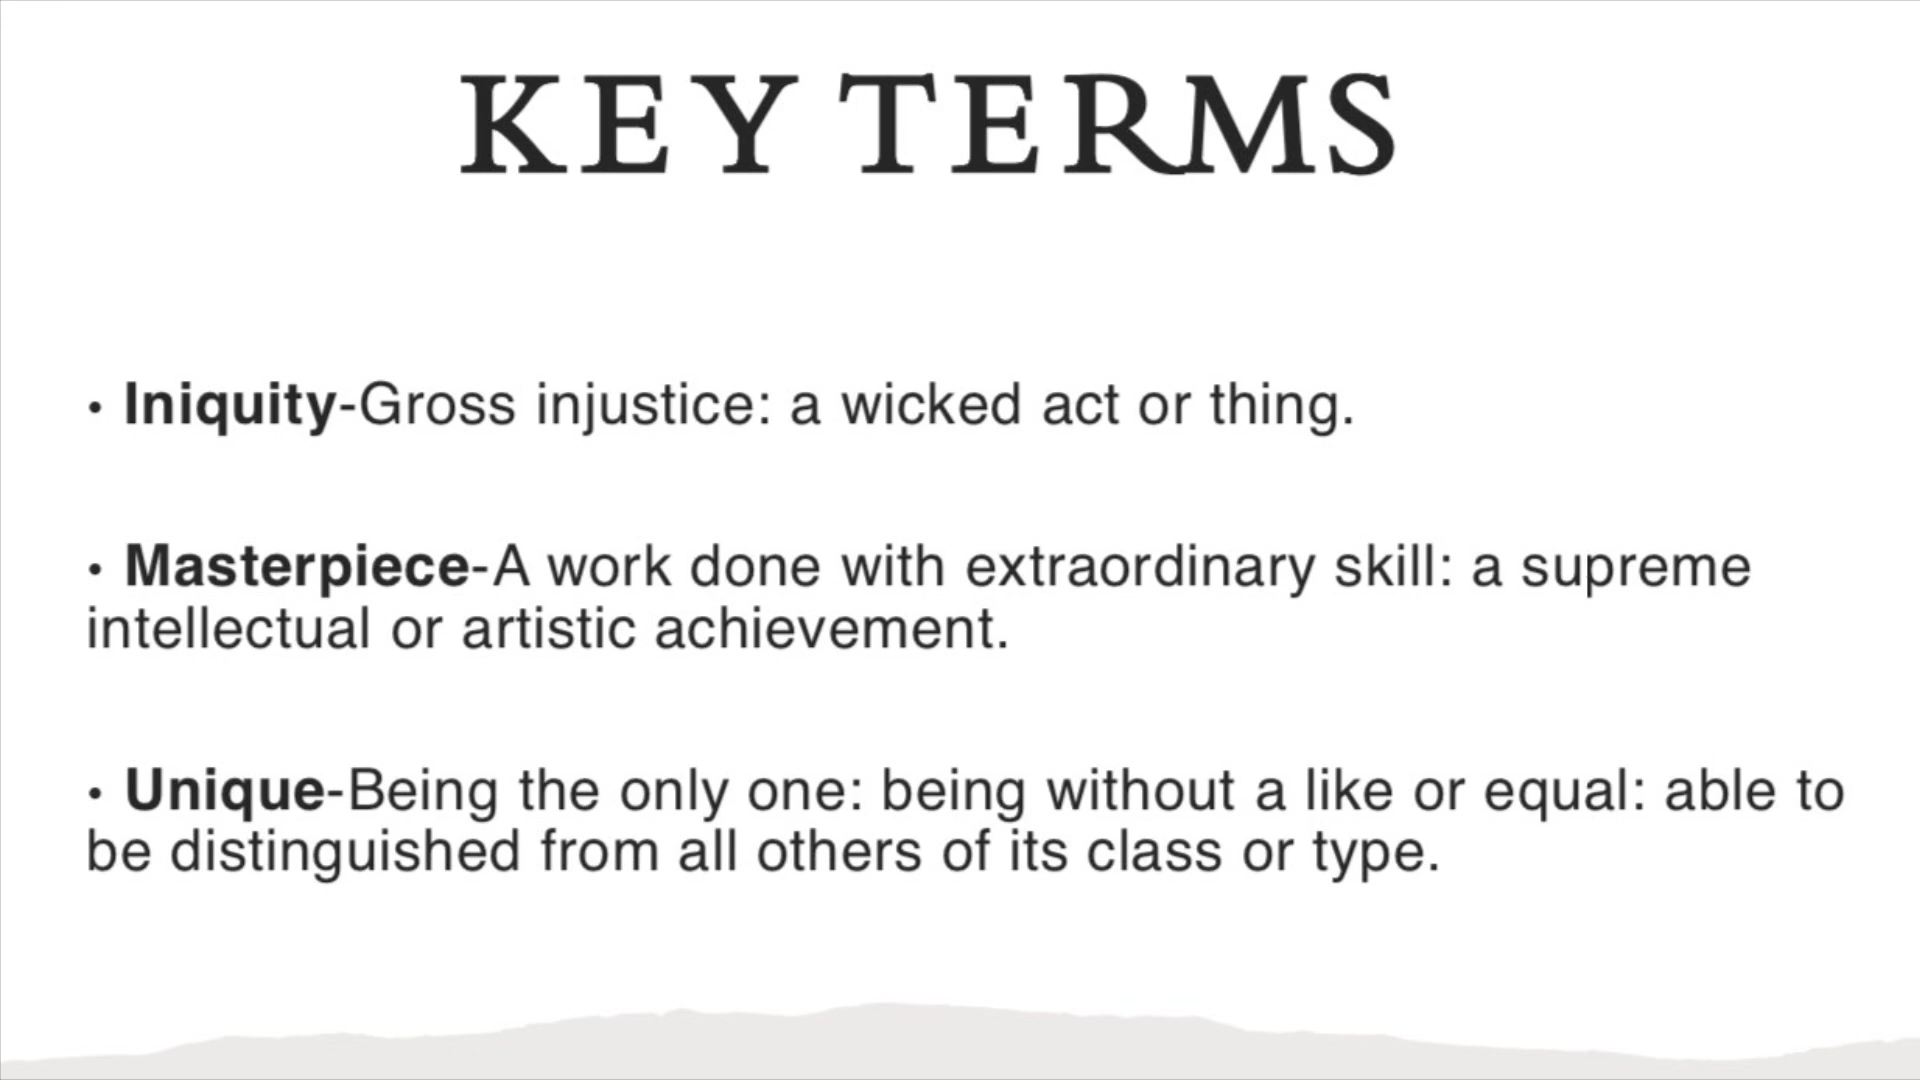 KEY TERMS
• Iniquity-Gross injustice: a wicked act or thing.
• Masterpiece-A work done with extraordinary skill: a supreme
intellectual or artistic achievement.
• Unique-Being the only one: being without a like or equal: able to
be distinguished from all others of its class or type.